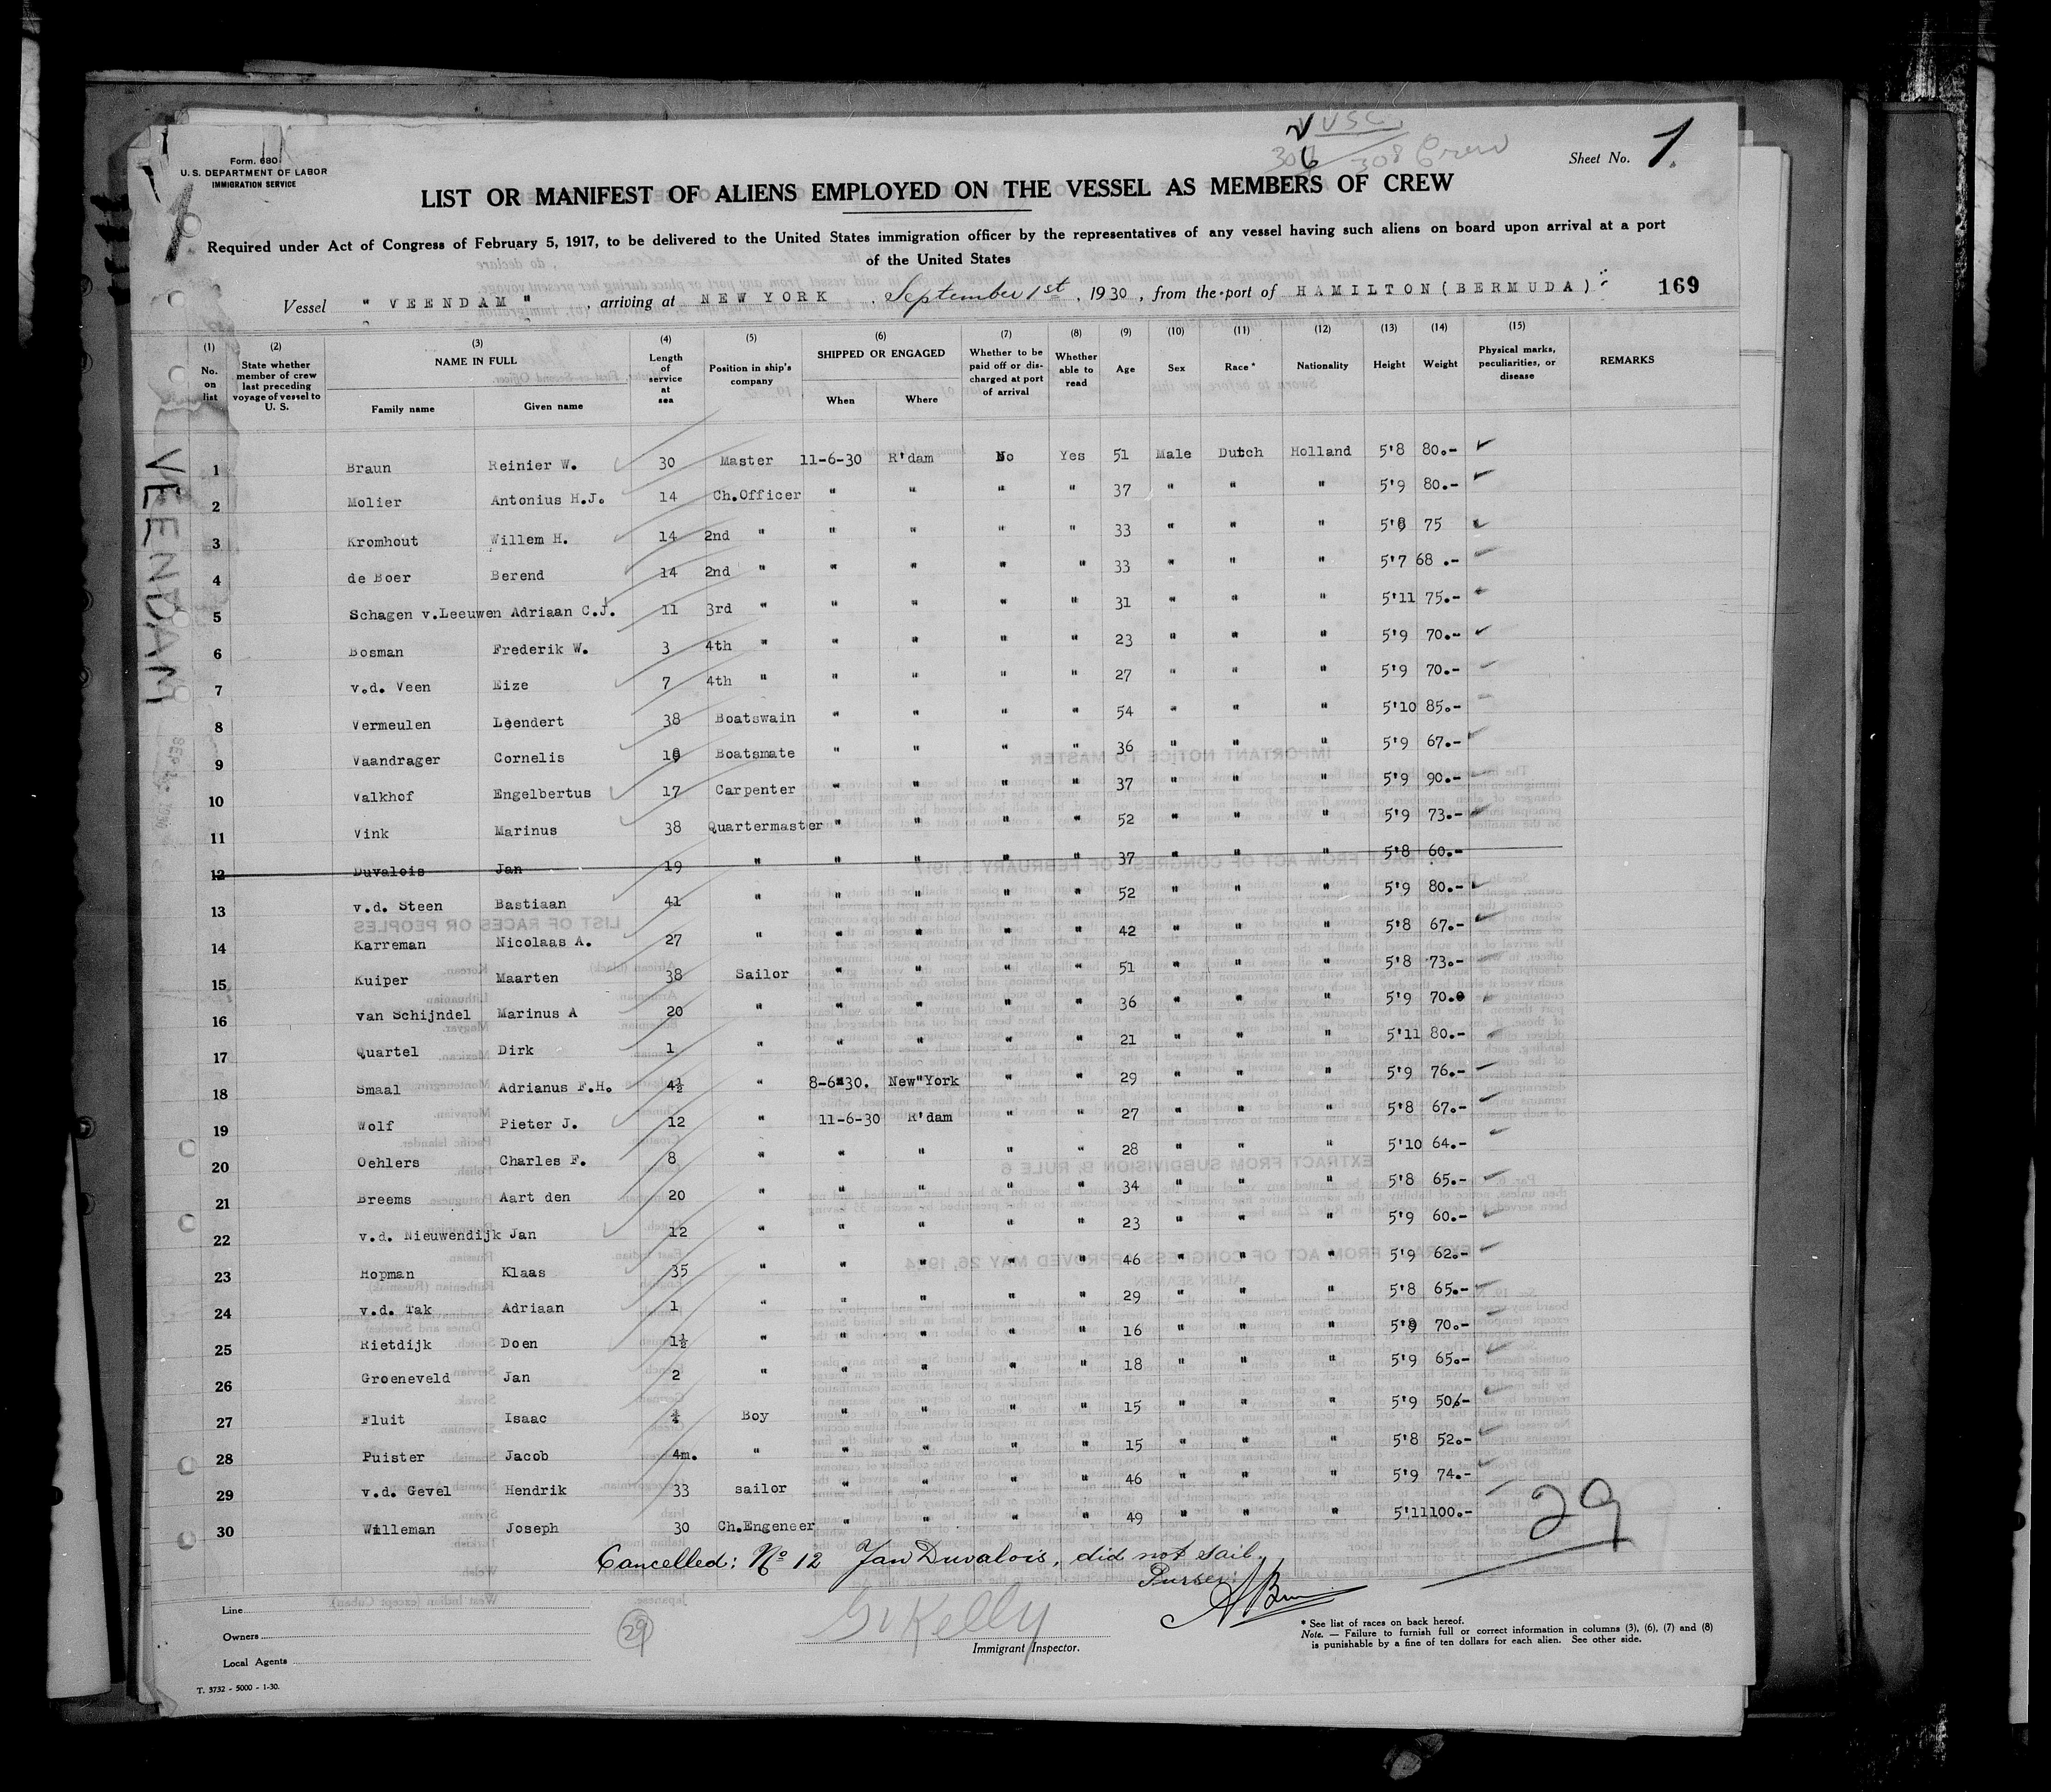 V U.S.C.
6 308 Crew
Form. 680
U. S. DEPARTMENT OF LABOR
IMMIGRATION SERVICE
Sheet No. 1.
LIST OR MANIFEST OF ALIENS EMPLOYED ON THE VESSEL AS MEMBERS OF CREW
Required under Act of Congress of February 5, 1917, to be delivered to the United States immigration officer by the representatives of any vessel having such aliens on board upon arrival at a port
of the United States
Vessel " VEENDAM ", arriving at NEW YORK, September 1st, 1930, from the port of HAMILTON (BERMUDA) 169
(1) No. on list (2) State whether member of crew last preceding voyage of vessel to U. S. (3) NAME IN FULL Family name Given name (4) Length of service at sea (5) Position in ship's company (6) SHIPPED OR ENGAGED When Where (7) Whether to be paid off or discharged at port of arrival (8) Whether able to read (9) Age (10) Sex (11) Race * (12) Nationality (13) Height (14) Weight (15) Physical marks, peculiarities, or disease REMARKS
VEENDAM
1 Braun Reinier W. 30 Master 11-6-30 R'dam No Yes 51 Male Dutch Holland 5'8 80.-
2 Molier Antonius H.J. 14 Ch.Officer " " " " 37 " " " 5'9 80.-
3 Kromhout Willem H. 14 2nd " " " " " 33 " " " 5'8 75
4 de Boer Berend 14 2nd " " " " " 33 " " " 5'7 68 .-
5 Schagen v.Leeuwen Adriaan C.J. 11 3rd " " " " " 31 " " " 5'11 75.-
6 Bosman Frederik W. 3 4th " " " " " 23 " " " 5'9 70.-
7 v.d. Veen Eize 7 4th " " " " " 27 " " " 5'9 70.-
8 Vermeulen Leendert 38 Boatswain " " " " 54 " " " 5'10 85.-
9 Vaandrager Cornelis 19 Boatsmate " " " " 36 " " " 5'9 67.-
10 Valkhof Engelbertus 17 Carpenter " " " " 37 " " " 5'9 90.-
11 Vink Marinus 38 Quartermaster " " " " 52 " " " 5'9 73.-
12 Duvalois Jan 19 " " " " " 37 " " " 5'8 60.-
13 v.d. Steen Bastiaan 41 " " " " " 52 " " " 5'9 80.-
14 Karreman Nicolaas A. 27 " " " " " 42 " " " 5'8 67.-
15 Kuiper Maarten 38 Sailor " " " " 51 " " " 5'8 73.-
16 van Schijndel Marinus A 20 " " " " " 36 " " " 5'9 70.-
17 Quartel Dirk 1 " " " " " 21 " " " 5'11 80.-
18 Smaal Adrianus F.H. 4½ " 8-6-30. New York " " 29 " " " 5'9 76.-
19 Wolf Pieter J. 12 " 11-6-30 R'dam " " 27 " " " 5'8 67.-
20 Oehlers Charles F. 8 " " " " " 28 " " " 5'10 64.-
21 Breems Aart den 20 " " " " " 34 " " " 5'8 65.-
22 v.d. Nieuwendijk Jan 12 " " " " " 23 " " " 5'9 60.-
23 Hopman Klaas 35 " " " " " 46 " " " 5'9 62.-
24 v.d. Tak Adriaan 1 " " " " " 29 " " " 5'8 65.-
25 Rietdijk Doen 1½ " " " " " 16 " " " 5'9 70.-
26 Groeneveld Jan 2 " " " " " 18 " " " 5'9 65.-
27 Fluit Isaac Boy " " " " 15 " " " 5'9 50.-
28 Puister Jacob 4m. " " " " " 15 " " " 5'8 52.-
29 v.d. Gevel Hendrik 33 sailor " " " " 46 " " " 5'9 74.-
30 Willeman Joseph 30 Ch.Engeneer " " " " 49 " " " 5'11 100.-
29
Cancelled: No 12 Jan Duvalois, did not sail.
Purser:
Line
Owners
Local Agents
29
Kelly
Immigrant Inspector.
* See list of races on back hereof.
Note. — Failure to furnish full or correct information in columns (3), (6), (7) and (8)
is punishable by a fine of ten dollars for each alien. See other side.
T. 3732 - 5000 - 1-30.